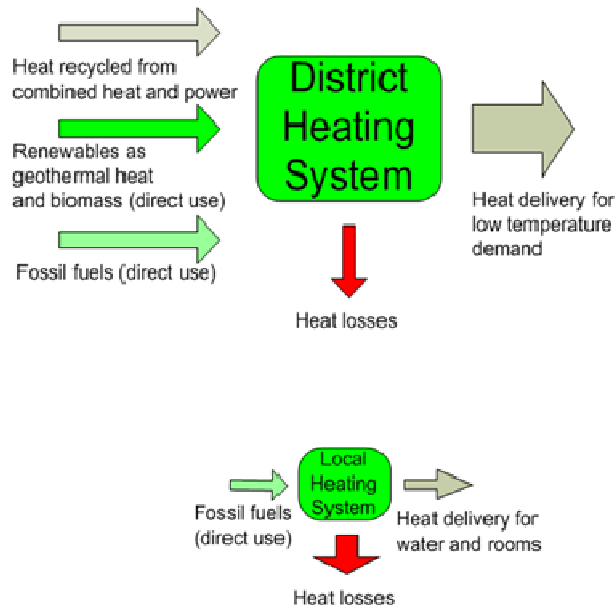 Heat recycled from
combined heat and power
Renewables as
geothermal heat
and biomass (direct use)
Fossil fuels (direct use)
District
Heating
System
Heat delivery for
low temperature
demand
Heat losses
Fossil fuels
(direct use)
Local
Heating
System
Heat delivery for
water and rooms
Heat losses